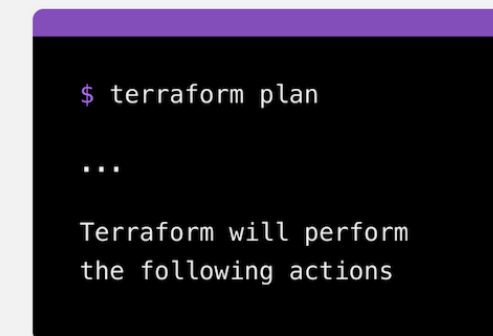 $ terraform plan
...
Terraform will perform
the following actions